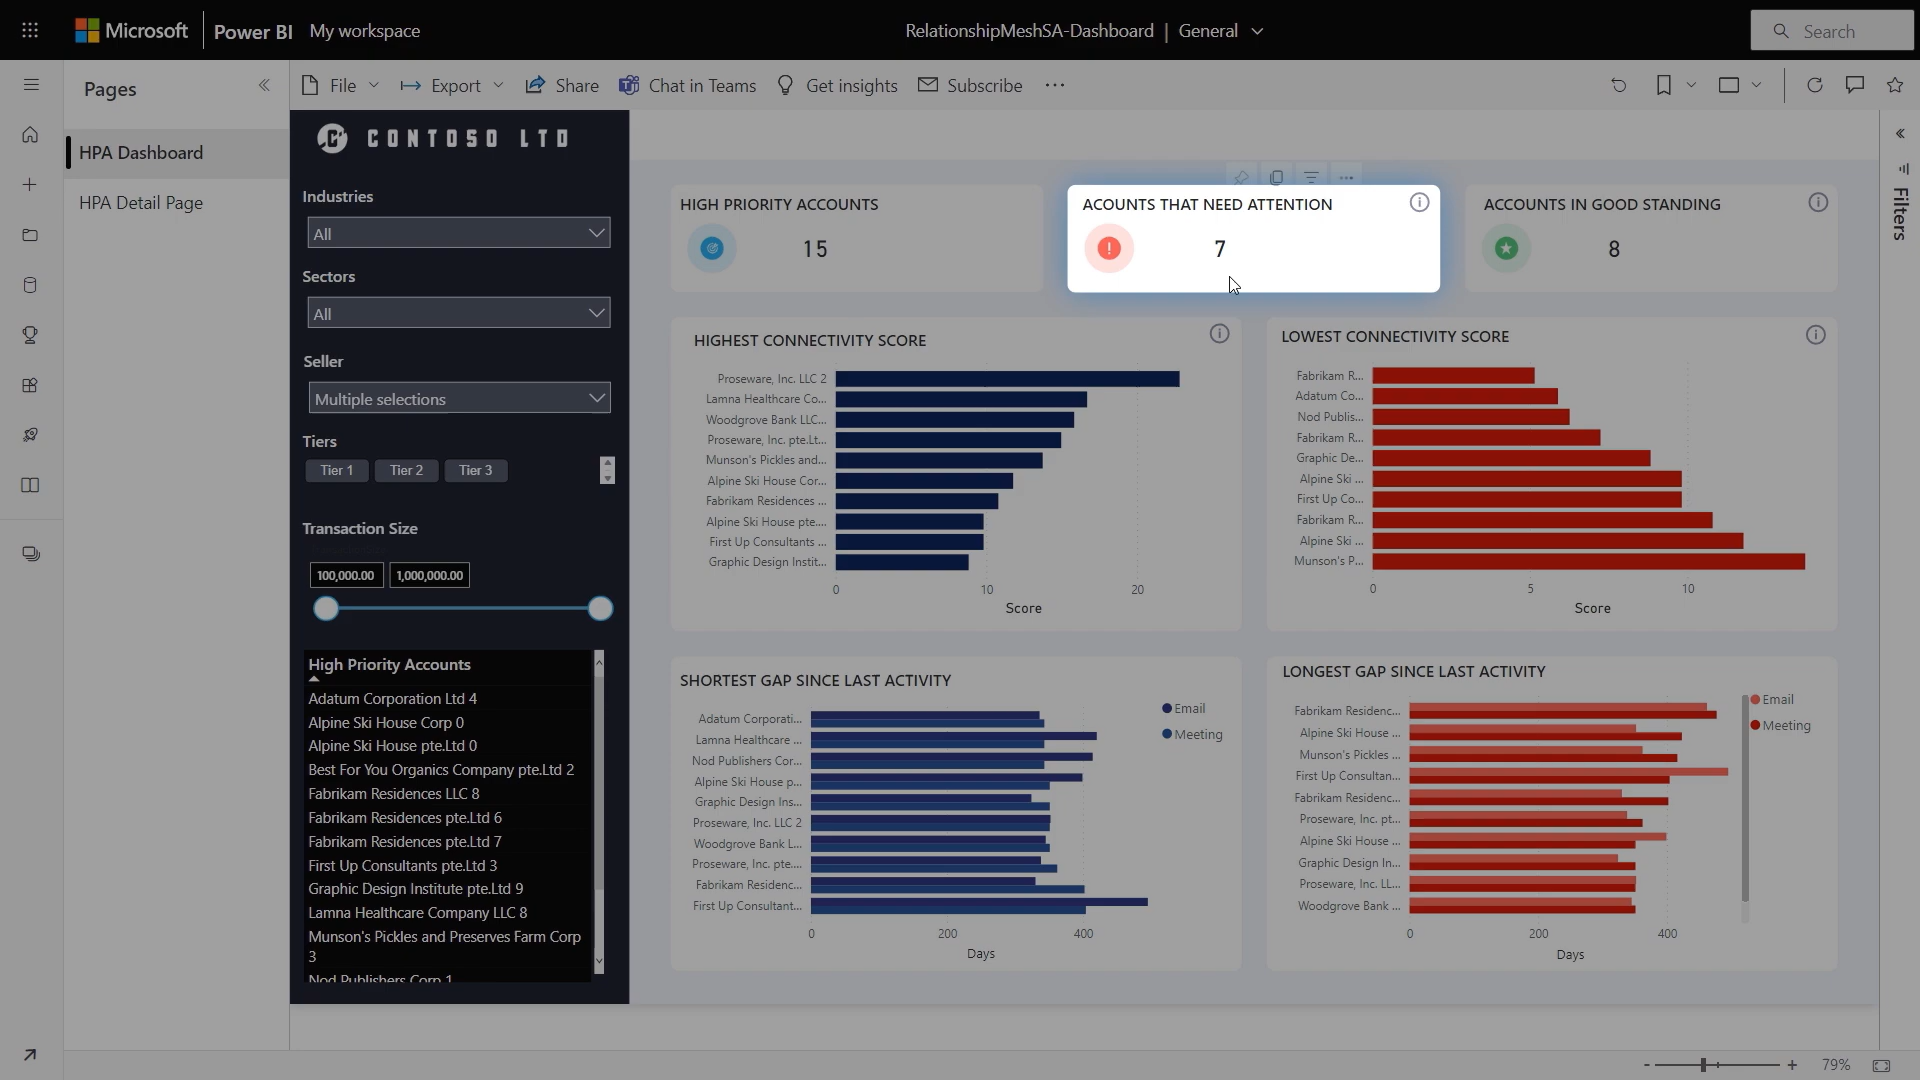 Microsoft Power BI My workspace
RelationshipMeshSA-Dashboard | General
Search
Pages
File Export Share Chat in Teams Get insights Subscribe
HPA Dashboard
HPA Detail Page
CONTOSO LTD
Industries
All
Sectors
All
Seller
Multiple selections
Tiers
Tier 1 Tier 2 Tier 3
Transaction Size
100,000.00 1,000,000.00
High Priority Accounts
Adatum Corporation Ltd 4
Alpine Ski House Corp 0
Alpine Ski House pte.Ltd 0
Best For You Organics Company pte.Ltd 2
Fabrikam Residences LLC 8
Fabrikam Residences pte.Ltd 6
Fabrikam Residences pte.Ltd 7
First Up Consultants pte.Ltd 3
Graphic Design Institute pte.Ltd 9
Lamna Healthcare Company LLC 8
Munson's Pickles and Preserves Farm Corp
3
Nod Publishers Corp 1
HIGH PRIORITY ACCOUNTS
15
ACOUNTS THAT NEED ATTENTION
7
ACCOUNTS IN GOOD STANDING
8
Filters
HIGHEST CONNECTIVITY SCORE
Proseware, Inc. LLC 2
Lamna Healthcare Co...
Woodgrove Bank LLC...
Proseware, Inc. pte.Lt...
Munson's Pickles and...
Alpine Ski House Cor...
Fabrikam Residences ...
Alpine Ski House pte....
First Up Consultants ...
Graphic Design Instit...
0 10 20
Score
LOWEST CONNECTIVITY SCORE
Fabrikam R...
Adatum Co...
Nod Publis...
Fabrikam R...
Graphic De...
Alpine Ski ...
First Up Co...
Fabrikam R...
Alpine Ski ...
Munson's P...
0 5 10
Score
SHORTEST GAP SINCE LAST ACTIVITY
Email
Meeting
Adatum Corporati...
Lamna Healthcare ...
Nod Publishers Cor...
Alpine Ski House p...
Graphic Design Ins...
Proseware, Inc. LLC 2
Woodgrove Bank L...
Proseware, Inc. pte....
Fabrikam Residenc...
First Up Consultant...
0 200 400
Days
LONGEST GAP SINCE LAST ACTIVITY
Email
Meeting
Fabrikam Residenc...
Alpine Ski House ...
Munson's Pickles ...
First Up Consultan...
Fabrikam Residenc...
Proseware, Inc. pt...
Alpine Ski House ...
Graphic Design In...
Proseware, Inc. LL...
Woodgrove Bank ...
0 200 400
Days
79%